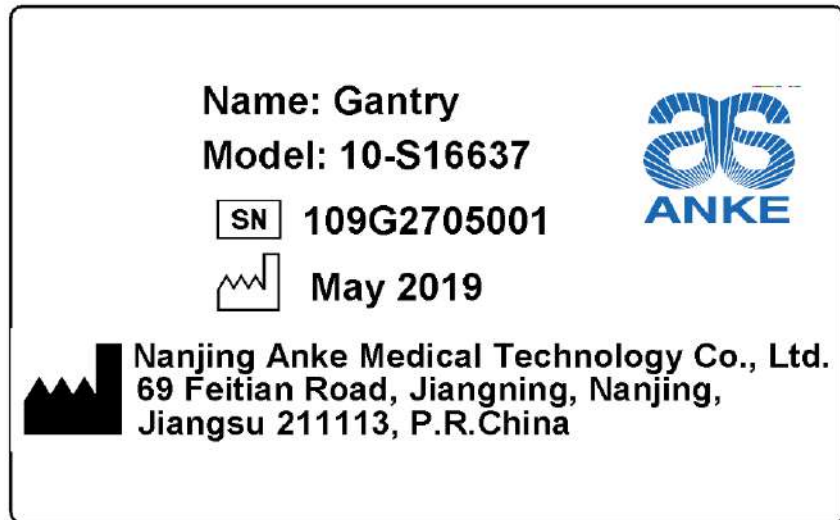 Name: Gantry
Model: 10-S16637
ANKE
SN 109G2705001
May 2019
Nanjing Anke Medical Technology Co., Ltd.
69 Feitian Road, Jiangning, Nanjing,
Jiangsu 211113, P.R.China